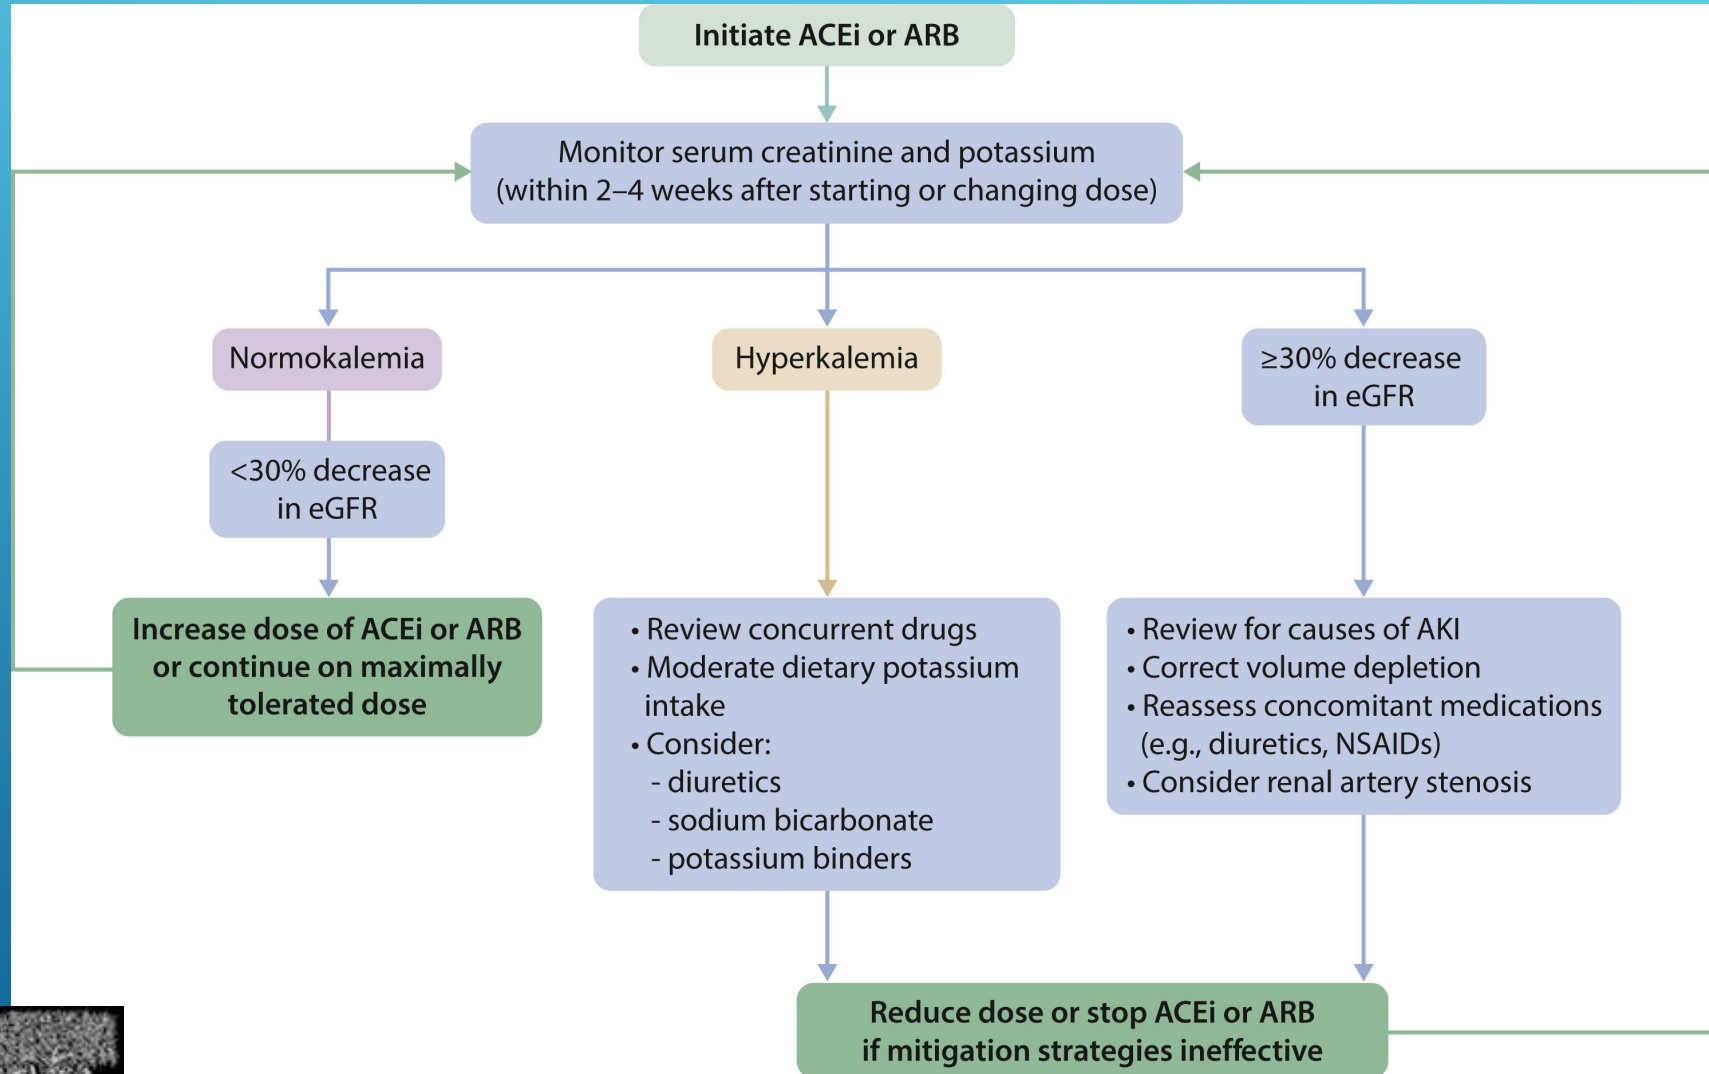 Initiate ACEi or ARB
Monitor serum creatinine and potassium
(within 2–4 weeks after starting or changing dose)
Normokalemia
<30% decrease
in eGFR
Increase dose of ACEi or ARB
or continue on maximally
tolerated dose
Hyperkalemia
• Review concurrent drugs
• Moderate dietary potassium
intake
• Consider:
- diuretics
- sodium bicarbonate
- potassium binders
≥30% decrease
in eGFR
• Review for causes of AKI
• Correct volume depletion
• Reassess concomitant medications
(e.g., diuretics, NSAIDs)
• Consider renal artery stenosis
Reduce dose or stop ACEi or ARB
if mitigation strategies ineffective